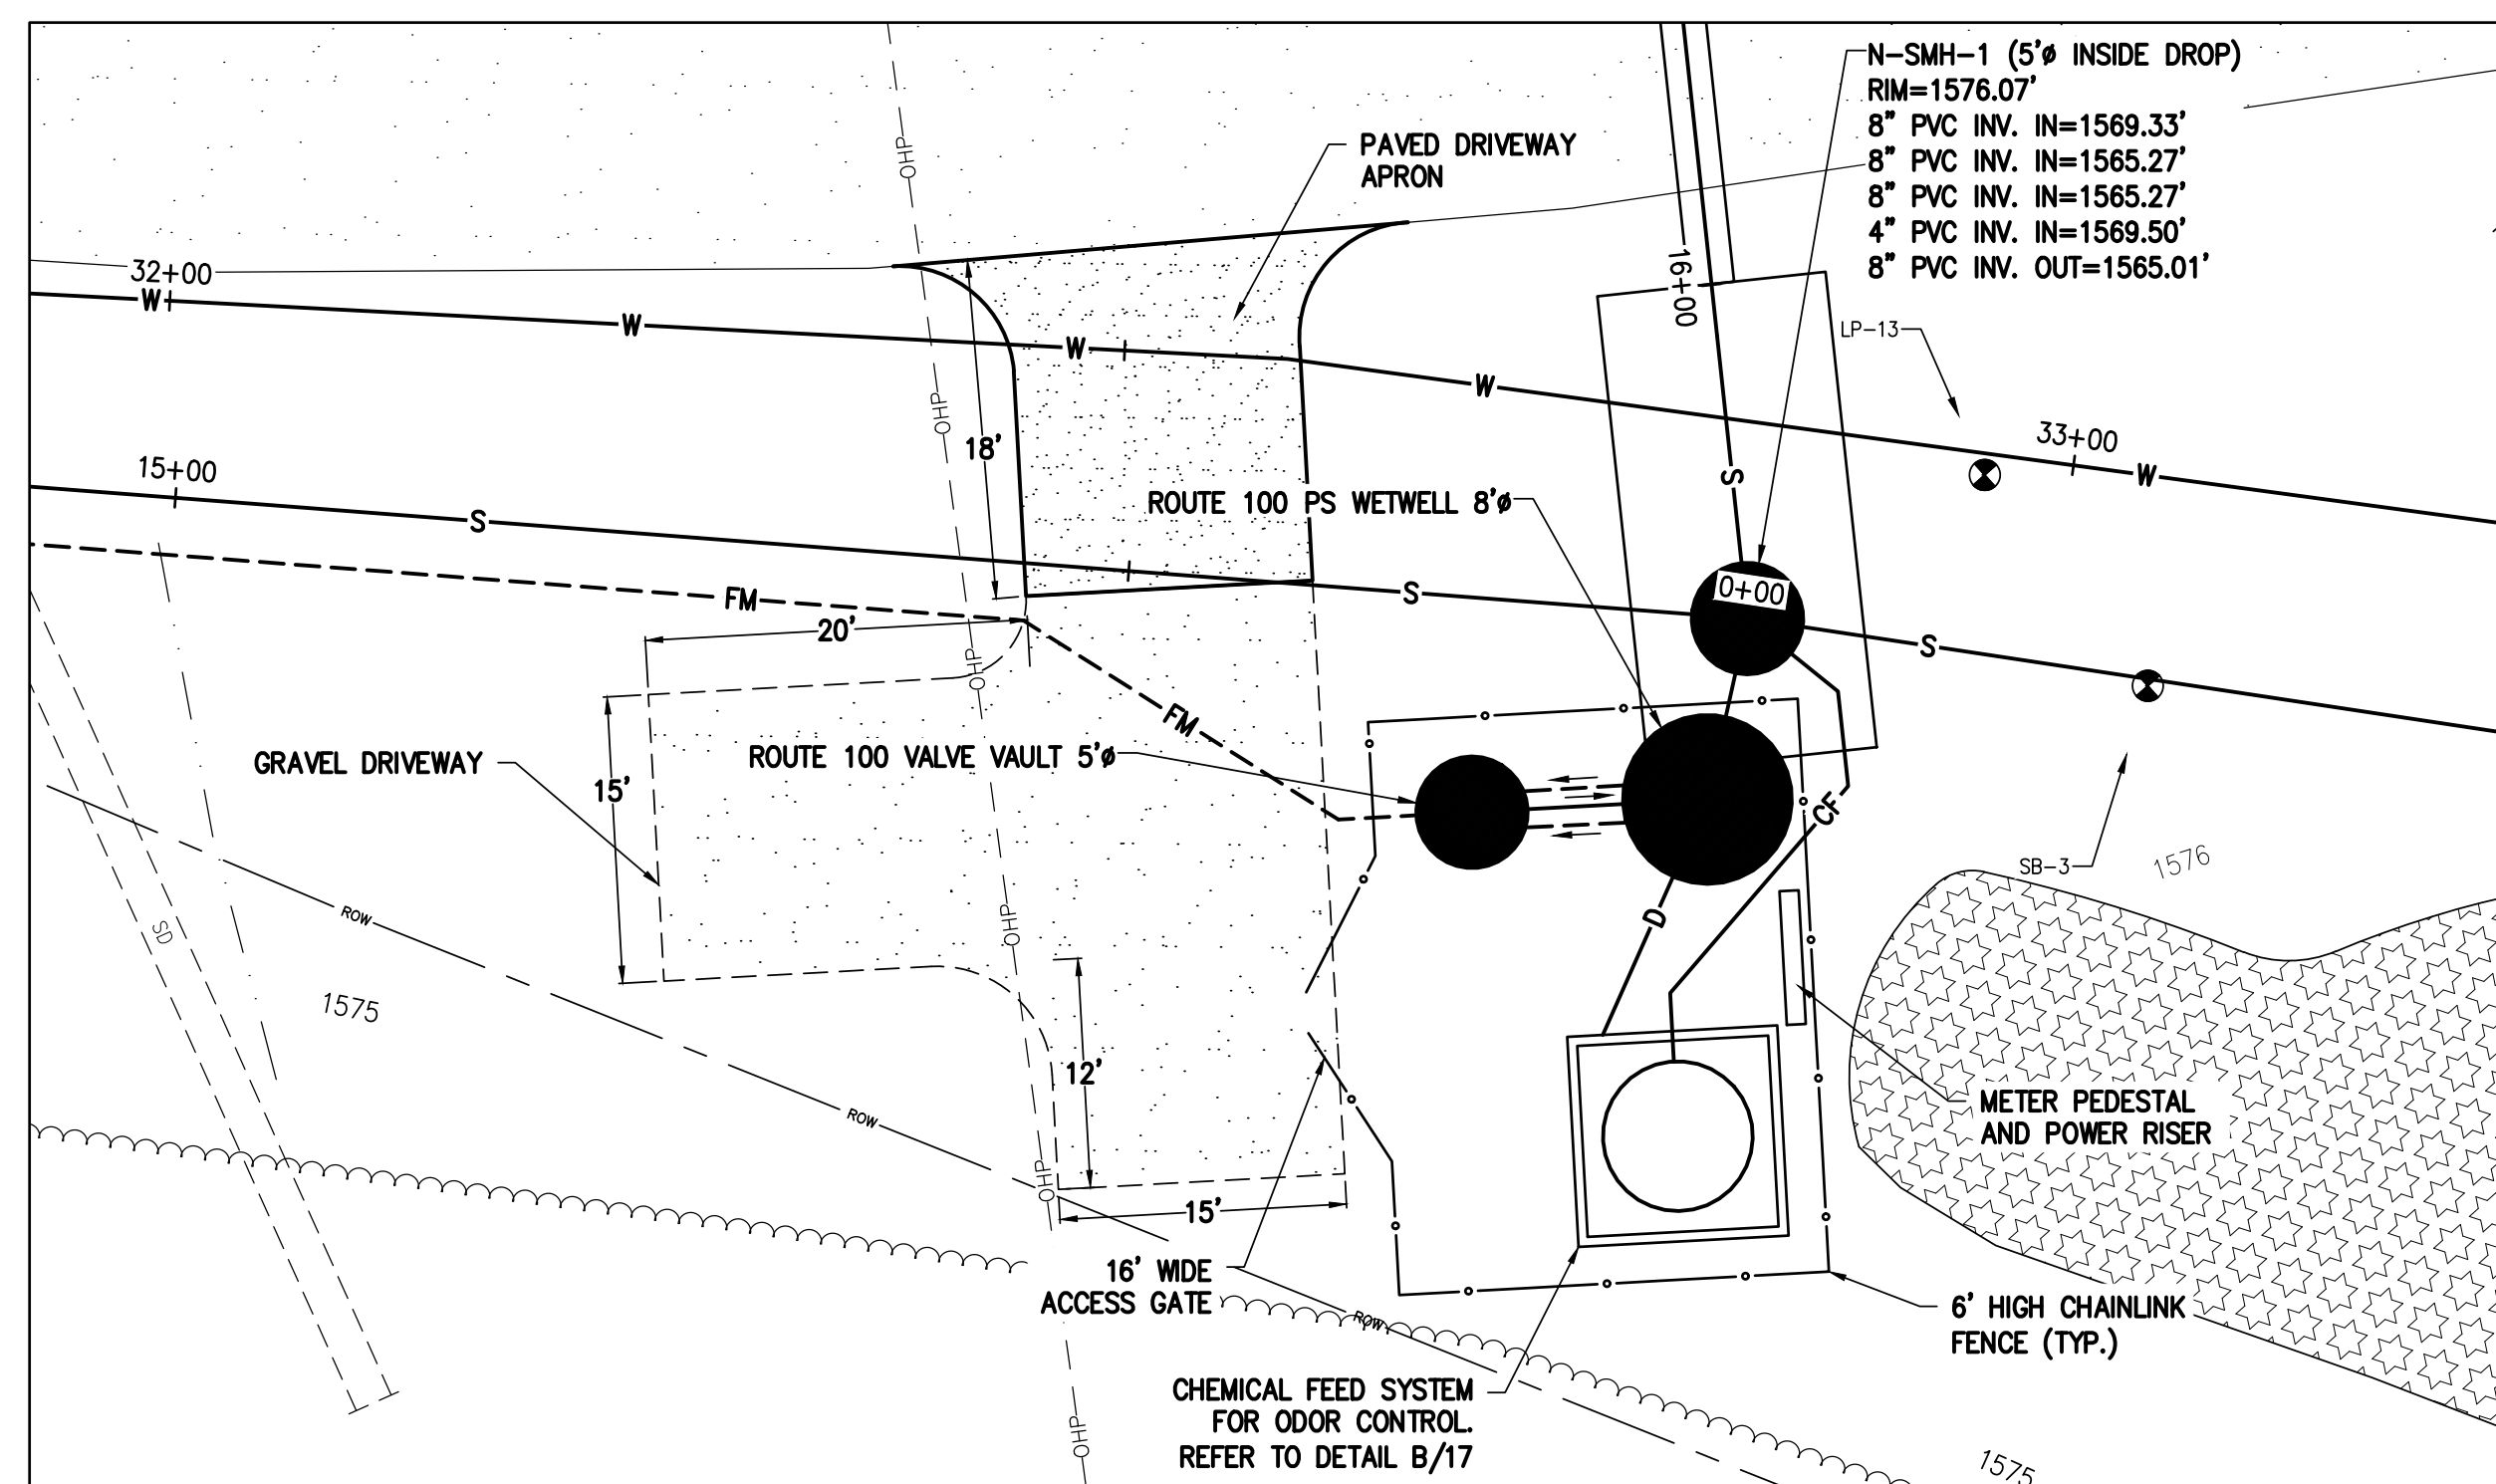 N-SMH-1 (5'ø INSIDE DROP)
RIM=1576.07'
8" PVC INV. IN=1569.33'
8" PVC INV. IN=1565.27'
8" PVC INV. IN=1565.27'
4" PVC INV. IN=1569.50'
8" PVC INV. OUT=1565.01'
OHP
PAVED DRIVEWAY
APRON
32+00
W
W
W
16+00
LP-13
W
OHP
18'
33+00
W
15+00
S
ROUTE 100 PS WETWELL 8'ø
S
FM
20'
S
0+00
S
OHP
FM
GRAVEL DRIVEWAY
ROUTE 100 VALVE VAULT 5'ø
15'
CF
SB-3
1576
ROW
SD
OHP
D
1575
12'
ROW
METER PEDESTAL
AND POWER RISER
OHP
15'
16' WIDE
ACCESS GATE
ROW
6' HIGH CHAINLINK
FENCE (TYP.)
CHEMICAL FEED SYSTEM
FOR ODOR CONTROL.
REFER TO DETAIL B/17
OHP
1575